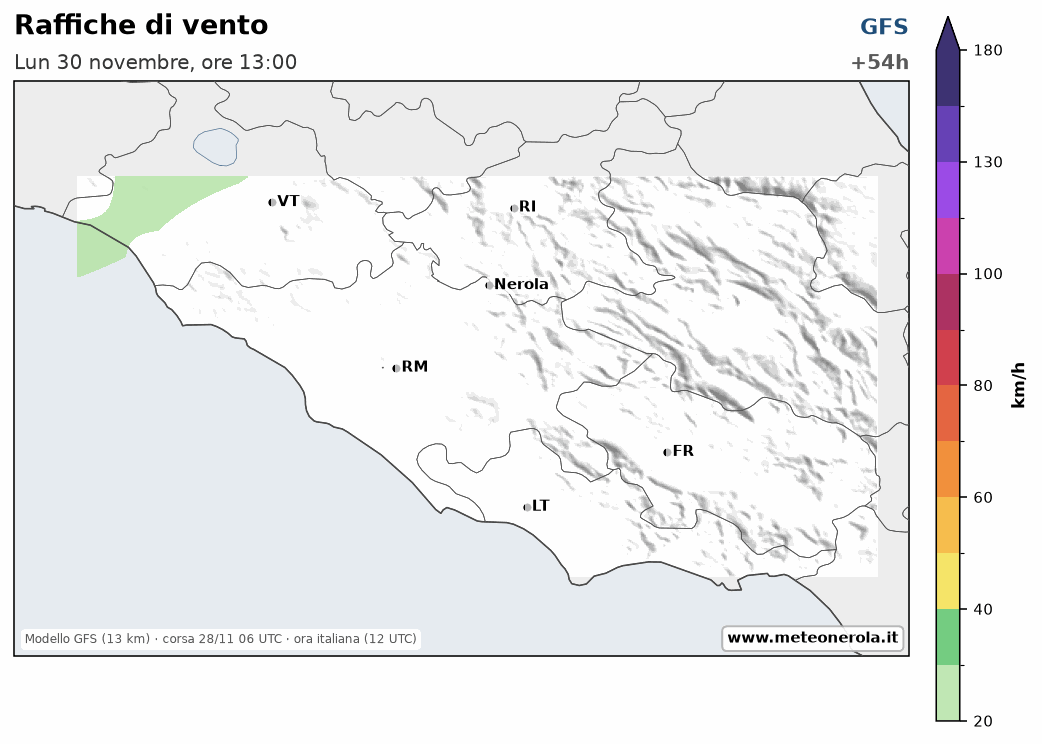 Raffiche di vento
GFS
Lun 30 novembre, ore 13:00
+54h
VT
RI
Nerola
RM
FR
LT
180
130
100
80
60
40
20
km/h
Modello GFS (13 km) · corsa 28/11 06 UTC · ora italiana (12 UTC)
www.meteonerola.it